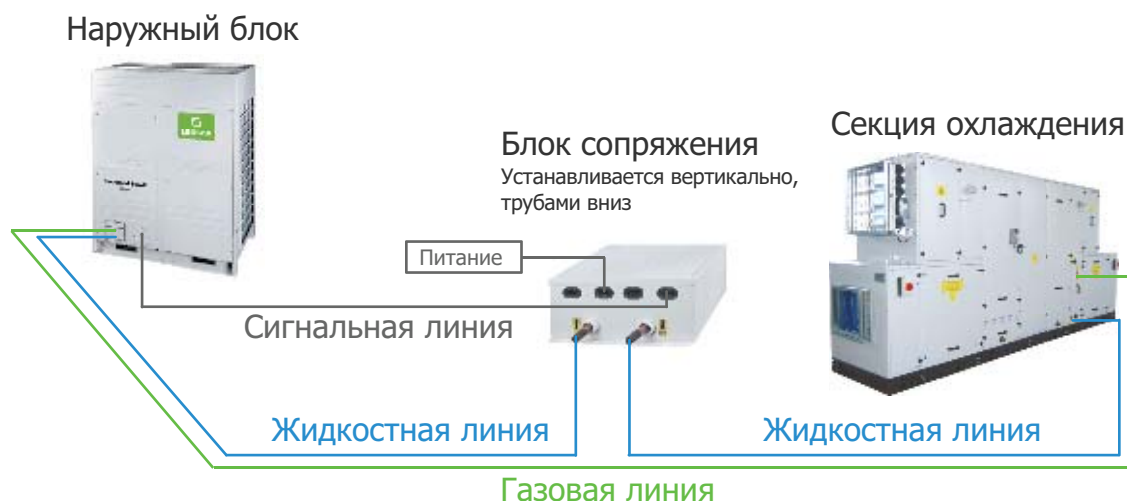 Наружный блок
Блок сопряжения
Устанавливается вертикально,
трубами вниз
Секция охлаждения
Питание
Сигнальная линия
Жидкостная линия
Жидкостная линия
Газовая линия